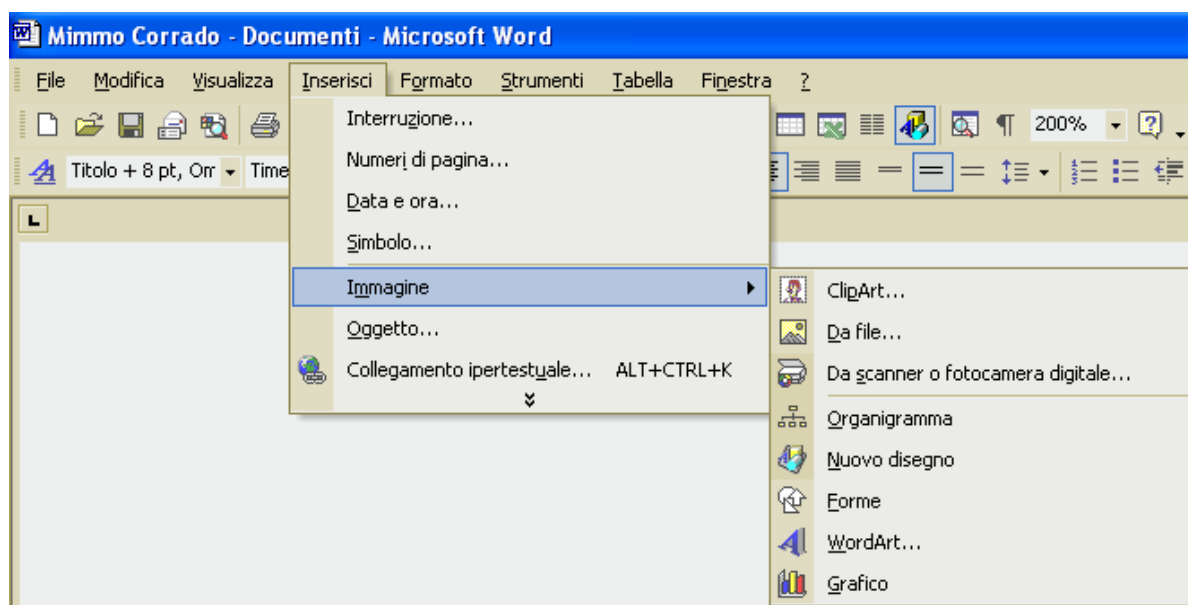 Mimmo Corrado - Documenti - Microsoft Word
File Modifica Visualizza Inserisci Formato Strumenti Tabella Finestra ?
200%
Titolo + 8 pt, Time
Interruzione...
Numeri di pagina...
Data e ora...
Simbolo...
Immagine
Oggetto...
Collegamento ipertestuale... ALT+CTRL+K
ClipArt...
Da file...
Da scanner o fotocamera digitale...
Organigramma
Nuovo disegno
Forme
WordArt...
Grafico